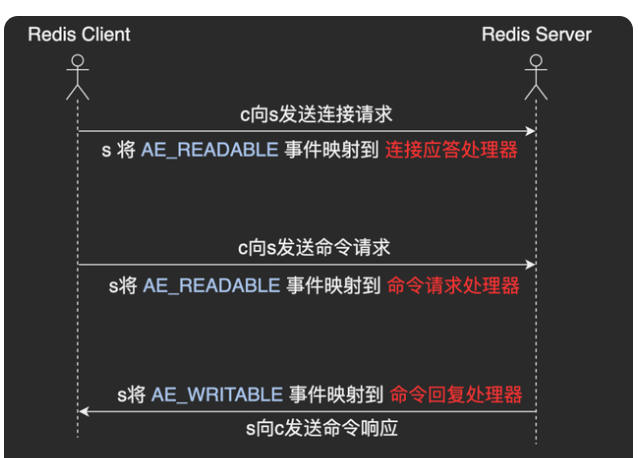 Redis Client
Redis Server
c向s发送连接请求
s 将 AE_READABLE 事件映射到 连接应答处理器
c向s发送命令请求
s将 AE_READABLE 事件映射到 命令请求处理器
s将 AE_WRITABLE 事件映射到 命令回复处理器
s向c发送命令响应